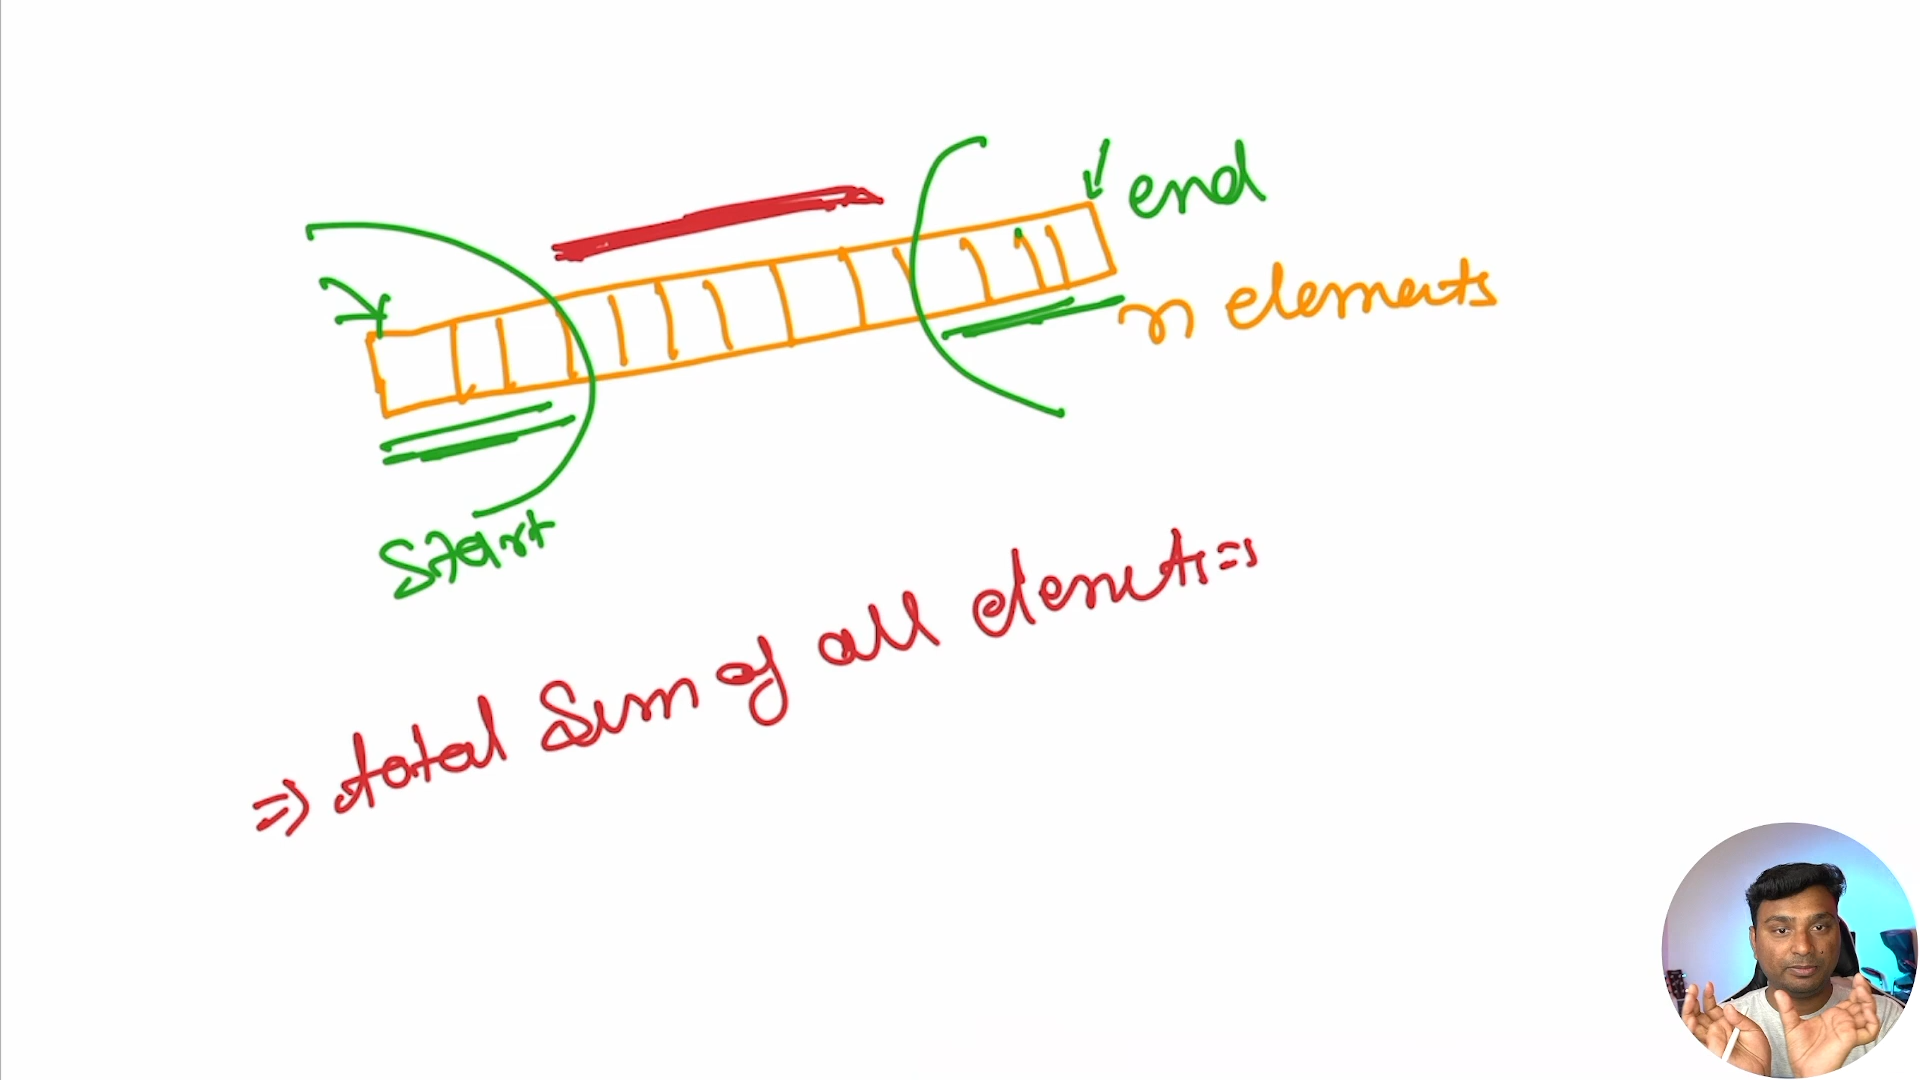 end
n elements
Start
=> total Sum of all elements =>